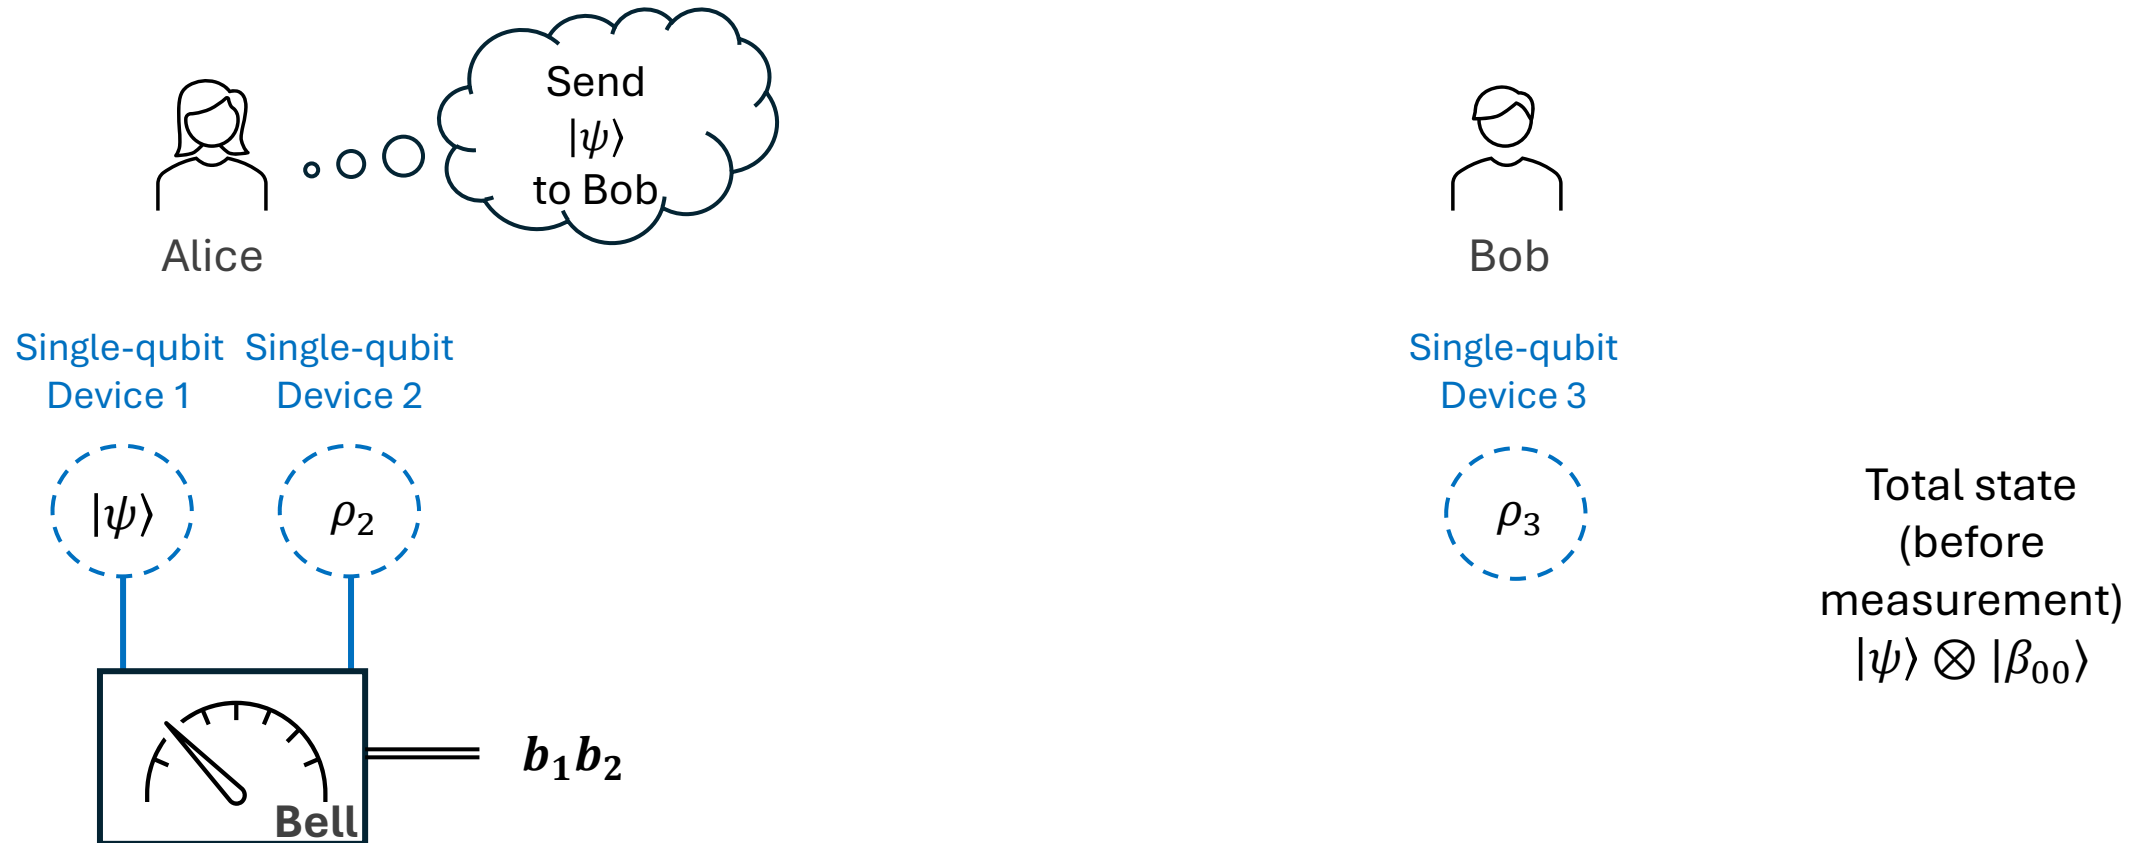 Send
|ψ⟩
to Bob
Alice
Bob
Single-qubit
Device 1
Single-qubit
Device 2
Single-qubit
Device 3
|ψ⟩
ρ₂
ρ₃
Total state
(before
measurement)
|ψ⟩ ⊗ |β₀₀⟩
b₁b₂
Bell